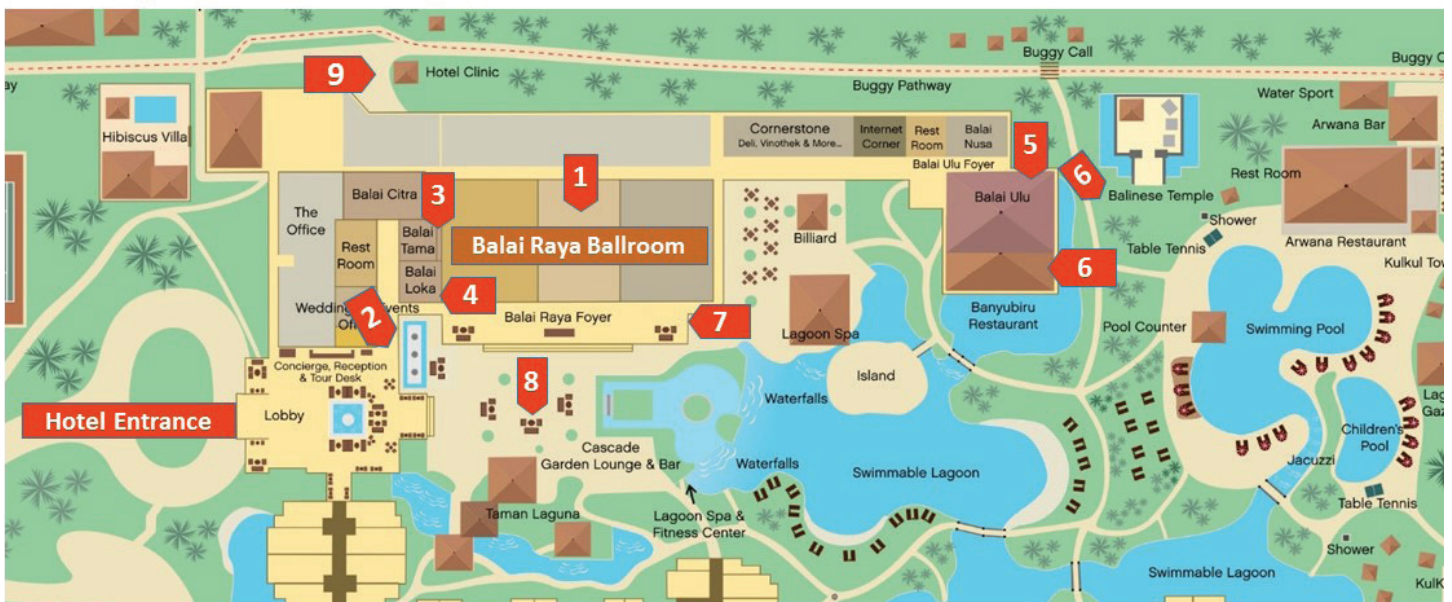 Buggy Call
9
Hotel Clinic
Buggy C
ay
Buggy Pathway
Water Sport
Arwana Bar
Hibiscus Villa
Cornerstone
Deli, Vinothek & More...
Internet
Corner
Rest
Room
Balai
Nusa
5
Balai Ulu Foyer
6
Rest Room
1
3
Balai Citra
Balai Ulu
Balinese Temple
The
Office
Balai
Tama
Balai Raya Ballroom
Billiard
Shower
Table Tennis
Arwana Restaurant
Rest
Room
Balai
Loka
6
Kulkul Tow
4
2
Balai Raya Foyer
7
Lagoon Spa
Banyubiru
Restaurant
Pool Counter
Swimming Pool
Concierge, Reception
& Tour Desk
8
Island
Hotel Entrance
Lobby
Waterfalls
Lag
Gaz
Children's
Pool
Cascade
Garden Lounge & Bar
Waterfalls
Swimmable Lagoon
Jacuzzi
Table Tennis
Taman Laguna
Lagoon Spa &
Fitness Center
Shower
Swimmable Lagoon
KulK